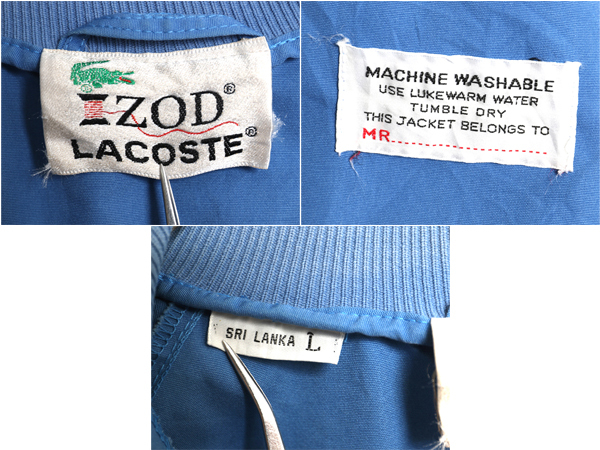 IZOD®
LACOSTE®
MACHINE WASHABLE
USE LUKEWARM WATER
TUMBLE DRY
THIS JACKET BELONGS TO
MR..............................
SRI LANKA L